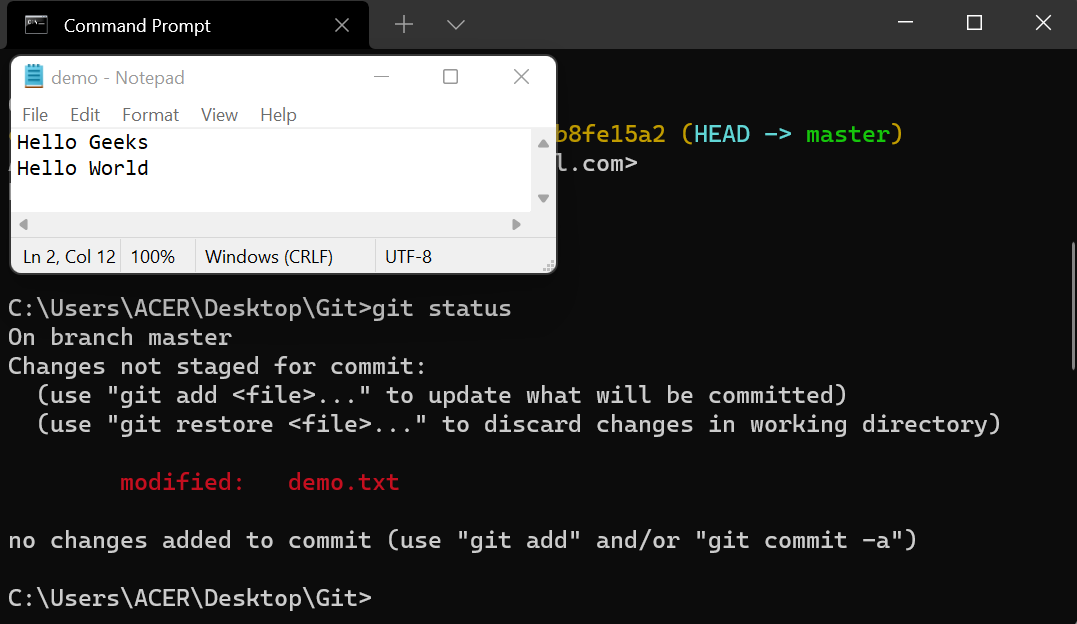 Command Prompt
demo - Notepad
File Edit Format View Help
Hello Geeks
Hello World
Ln 2, Col 12 100% Windows (CRLF) UTF-8
b8fe15a2 (HEAD -> master)
l.com>
C:\Users\ACER\Desktop\Git>git status
On branch master
Changes not staged for commit:
(use "git add <file>..." to update what will be committed)
(use "git restore <file>..." to discard changes in working directory)
modified: demo.txt
no changes added to commit (use "git add" and/or "git commit -a")
C:\Users\ACER\Desktop\Git>